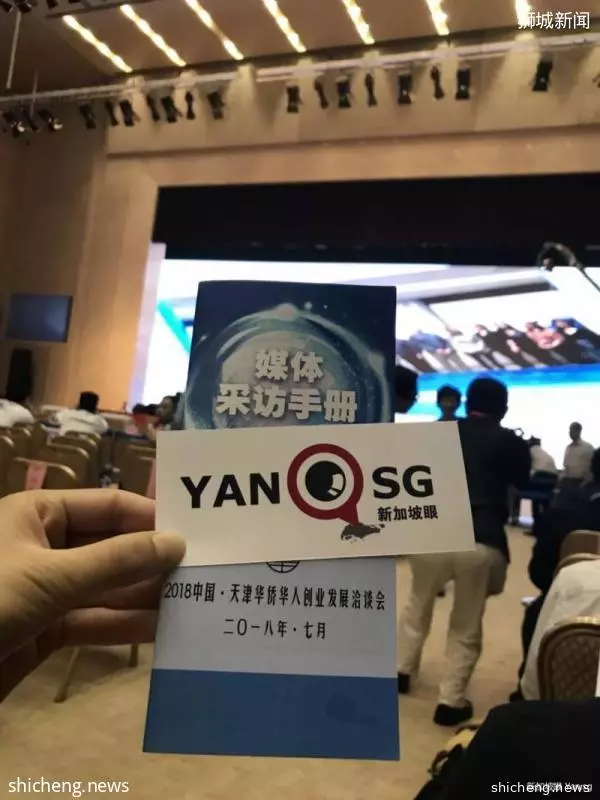 狮城新闻
媒体
采访手册
YAN SG
新加坡眼
2018中国·天津华侨华人创业发展洽谈会
二〇一八年·七月
shicheng.news
shicheng.news